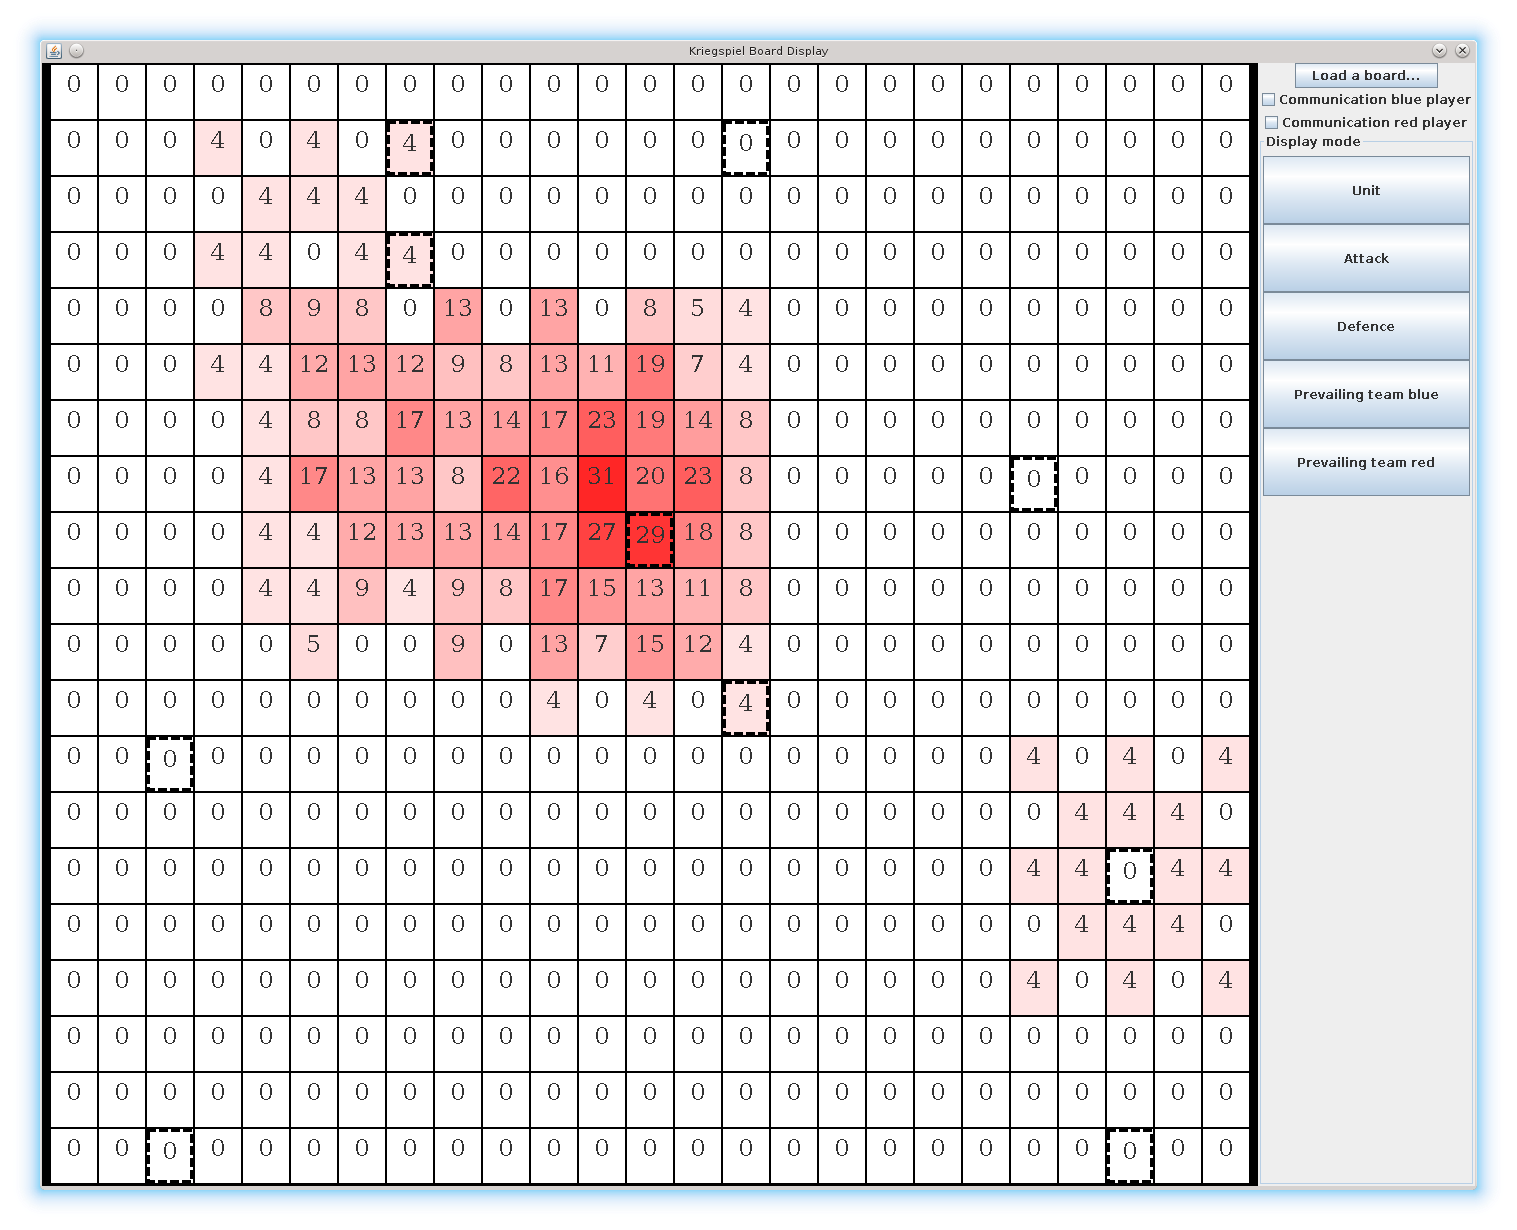 Kriegspiel Board Display
0 0 0 0 0 0 0 0 0 0 0 0 0 0 0 0 0 0 0 0 0 0 0 0 0
0 0 0 4 0 4 0 4 0 0 0 0 0 0 0 0 0 0 0 0 0 0 0 0 0
0 0 0 0 4 4 4 0 0 0 0 0 0 0 0 0 0 0 0 0 0 0 0 0 0
0 0 0 4 4 0 4 4 0 0 0 0 0 0 0 0 0 0 0 0 0 0 0 0 0
0 0 0 0 8 9 8 0 13 0 13 0 8 5 4 0 0 0 0 0 0 0 0 0 0
0 0 0 4 4 12 13 12 9 8 13 11 19 7 4 0 0 0 0 0 0 0 0 0 0
0 0 0 0 4 8 8 17 13 14 17 23 19 14 8 0 0 0 0 0 0 0 0 0 0
0 0 0 0 4 17 13 13 8 22 16 31 20 23 8 0 0 0 0 0 0 0 0 0 0
0 0 0 0 4 4 12 13 13 14 17 27 29 18 8 0 0 0 0 0 0 0 0 0 0
0 0 0 0 4 4 9 4 9 8 17 15 13 11 8 0 0 0 0 0 0 0 0 0 0
0 0 0 0 0 5 0 0 9 0 13 7 15 12 4 0 0 0 0 0 0 0 0 0 0
0 0 0 0 0 0 0 0 0 0 4 0 4 0 4 0 0 0 0 0 0 0 0 0 0
0 0 0 0 0 0 0 0 0 0 0 0 0 0 0 0 0 0 0 0 4 0 4 0 4
0 0 0 0 0 0 0 0 0 0 0 0 0 0 0 0 0 0 0 0 0 4 4 4 0
0 0 0 0 0 0 0 0 0 0 0 0 0 0 0 0 0 0 0 0 4 4 0 4 4
0 0 0 0 0 0 0 0 0 0 0 0 0 0 0 0 0 0 0 0 0 4 4 4 0
0 0 0 0 0 0 0 0 0 0 0 0 0 0 0 0 0 0 0 0 4 0 4 0 4
0 0 0 0 0 0 0 0 0 0 0 0 0 0 0 0 0 0 0 0 0 0 0 0 0
0 0 0 0 0 0 0 0 0 0 0 0 0 0 0 0 0 0 0 0 0 0 0 0 0
0 0 0 0 0 0 0 0 0 0 0 0 0 0 0 0 0 0 0 0 0 0 0 0 0
Load a board...
Communication blue player
Communication red player
Display mode
Unit
Attack
Defence
Prevailing team blue
Prevailing team red